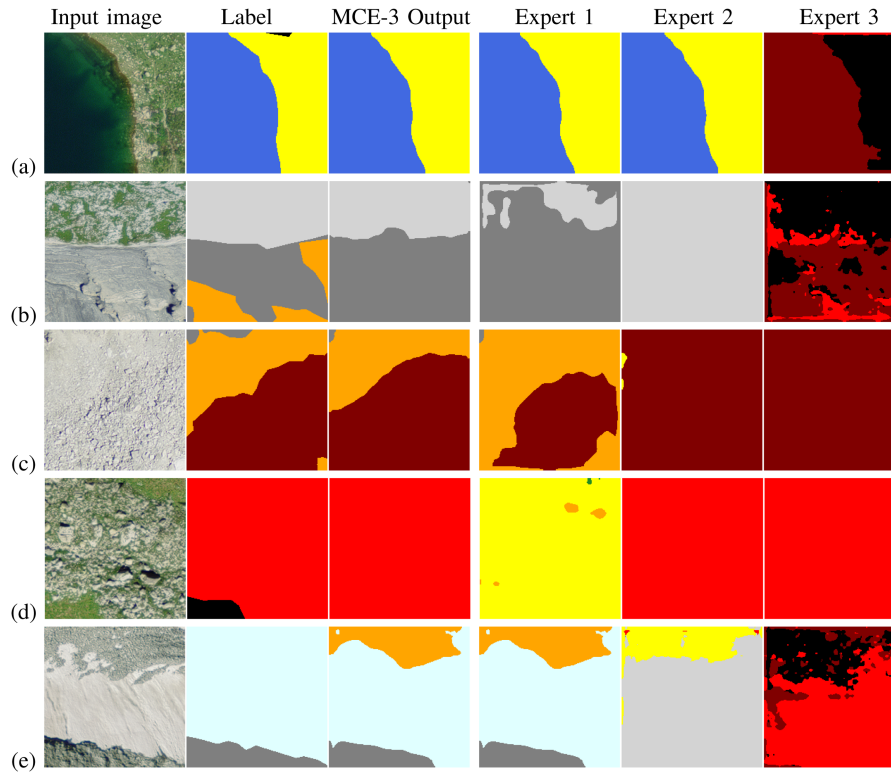 Input image Label MCE-3 Output Expert 1 Expert 2 Expert 3
(a)
(b)
(c)
(d)
(e)